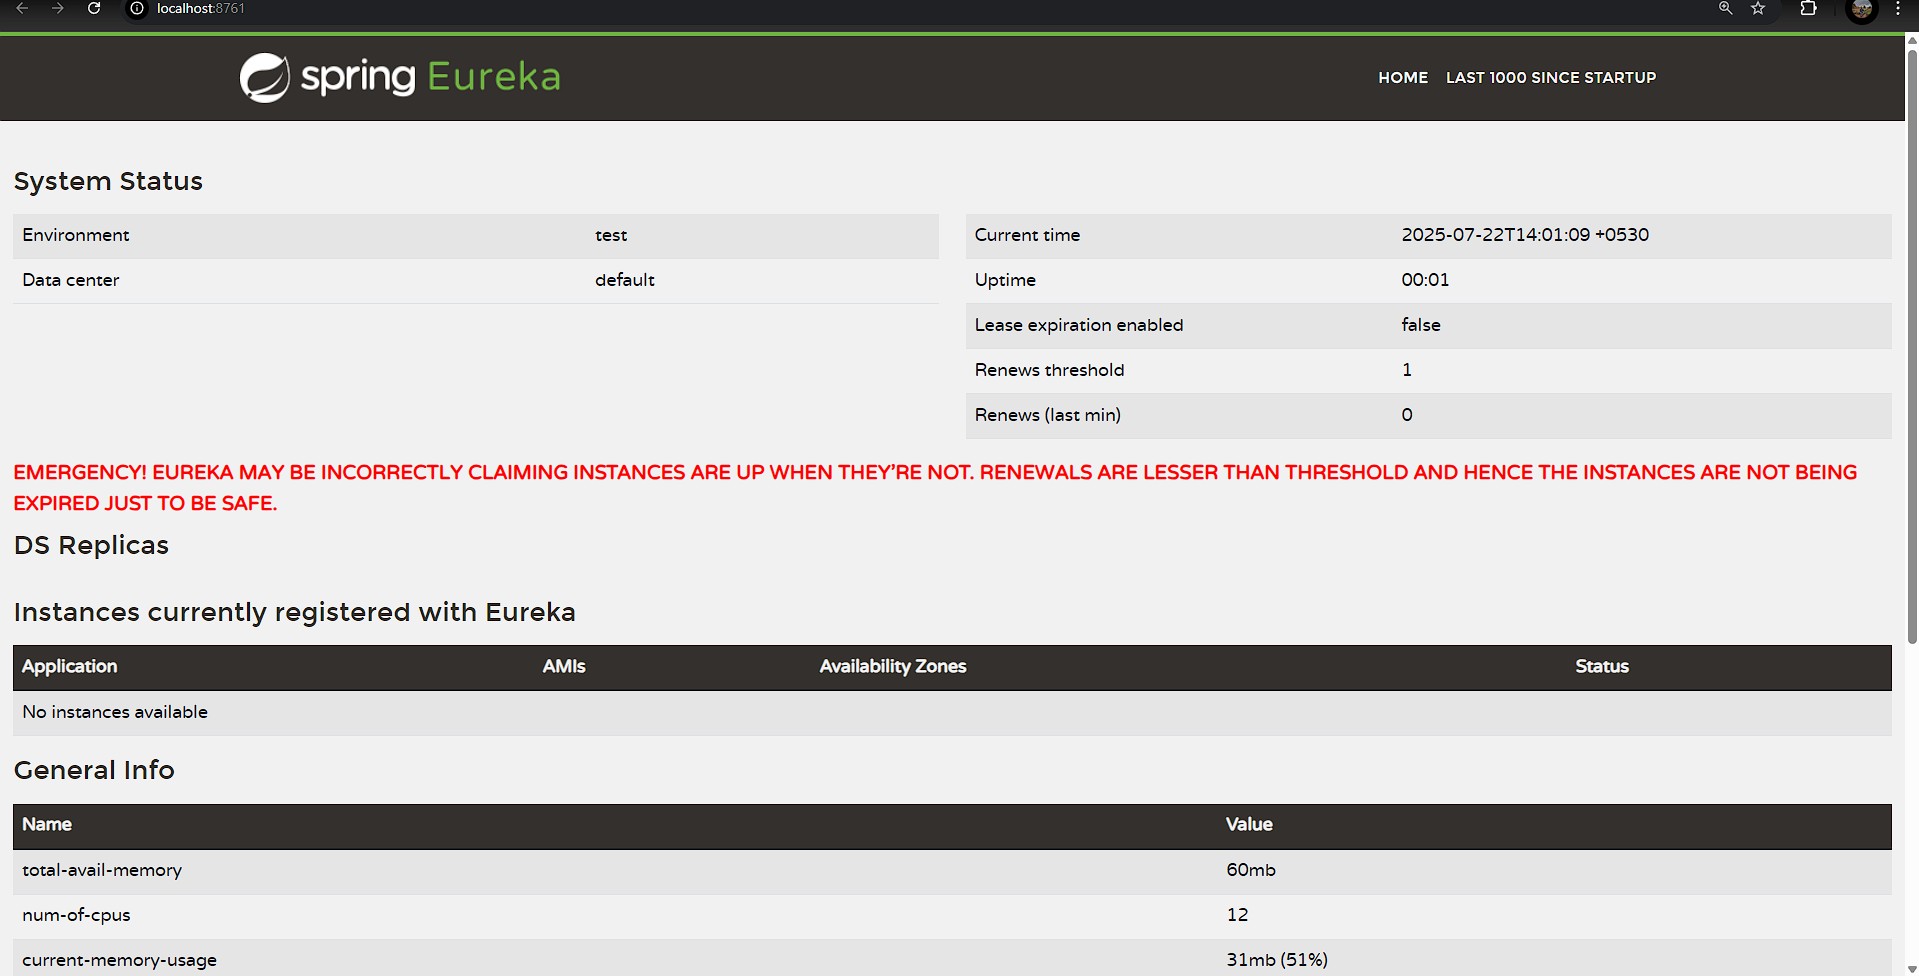 localhost:8761
spring Eureka
HOME LAST 1000 SINCE STARTUP
System Status
Environment test
Data center default
Current time 2025-07-22T14:01:09 +0530
Uptime 00:01
Lease expiration enabled false
Renews threshold 1
Renews (last min) 0
EMERGENCY! EUREKA MAY BE INCORRECTLY CLAIMING INSTANCES ARE UP WHEN THEY'RE NOT. RENEWALS ARE LESSER THAN THRESHOLD AND HENCE THE INSTANCES ARE NOT BEING
EXPIRED JUST TO BE SAFE.
DS Replicas
Instances currently registered with Eureka
Application AMIs Availability Zones Status
No instances available
General Info
Name Value
total-avail-memory 60mb
num-of-cpus 12
current-memory-usage 31mb (51%)